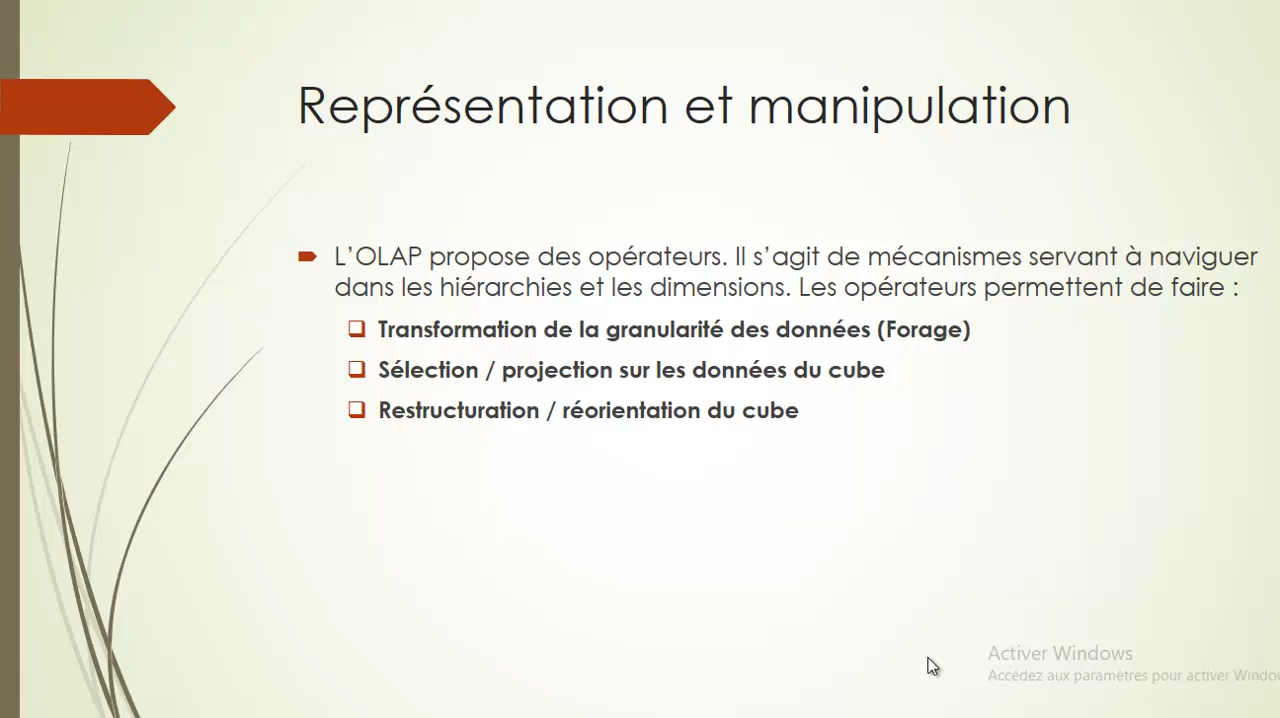 Représentation et manipulation
L’OLAP propose des opérateurs. Il s’agit de mécanismes servant à naviguer
dans les hiérarchies et les dimensions. Les opérateurs permettent de faire :
Transformation de la granularité des données (Forage)
Sélection / projection sur les données du cube
Restructuration / réorientation du cube
Activer Windows
Accédez aux paramètres pour activer Window